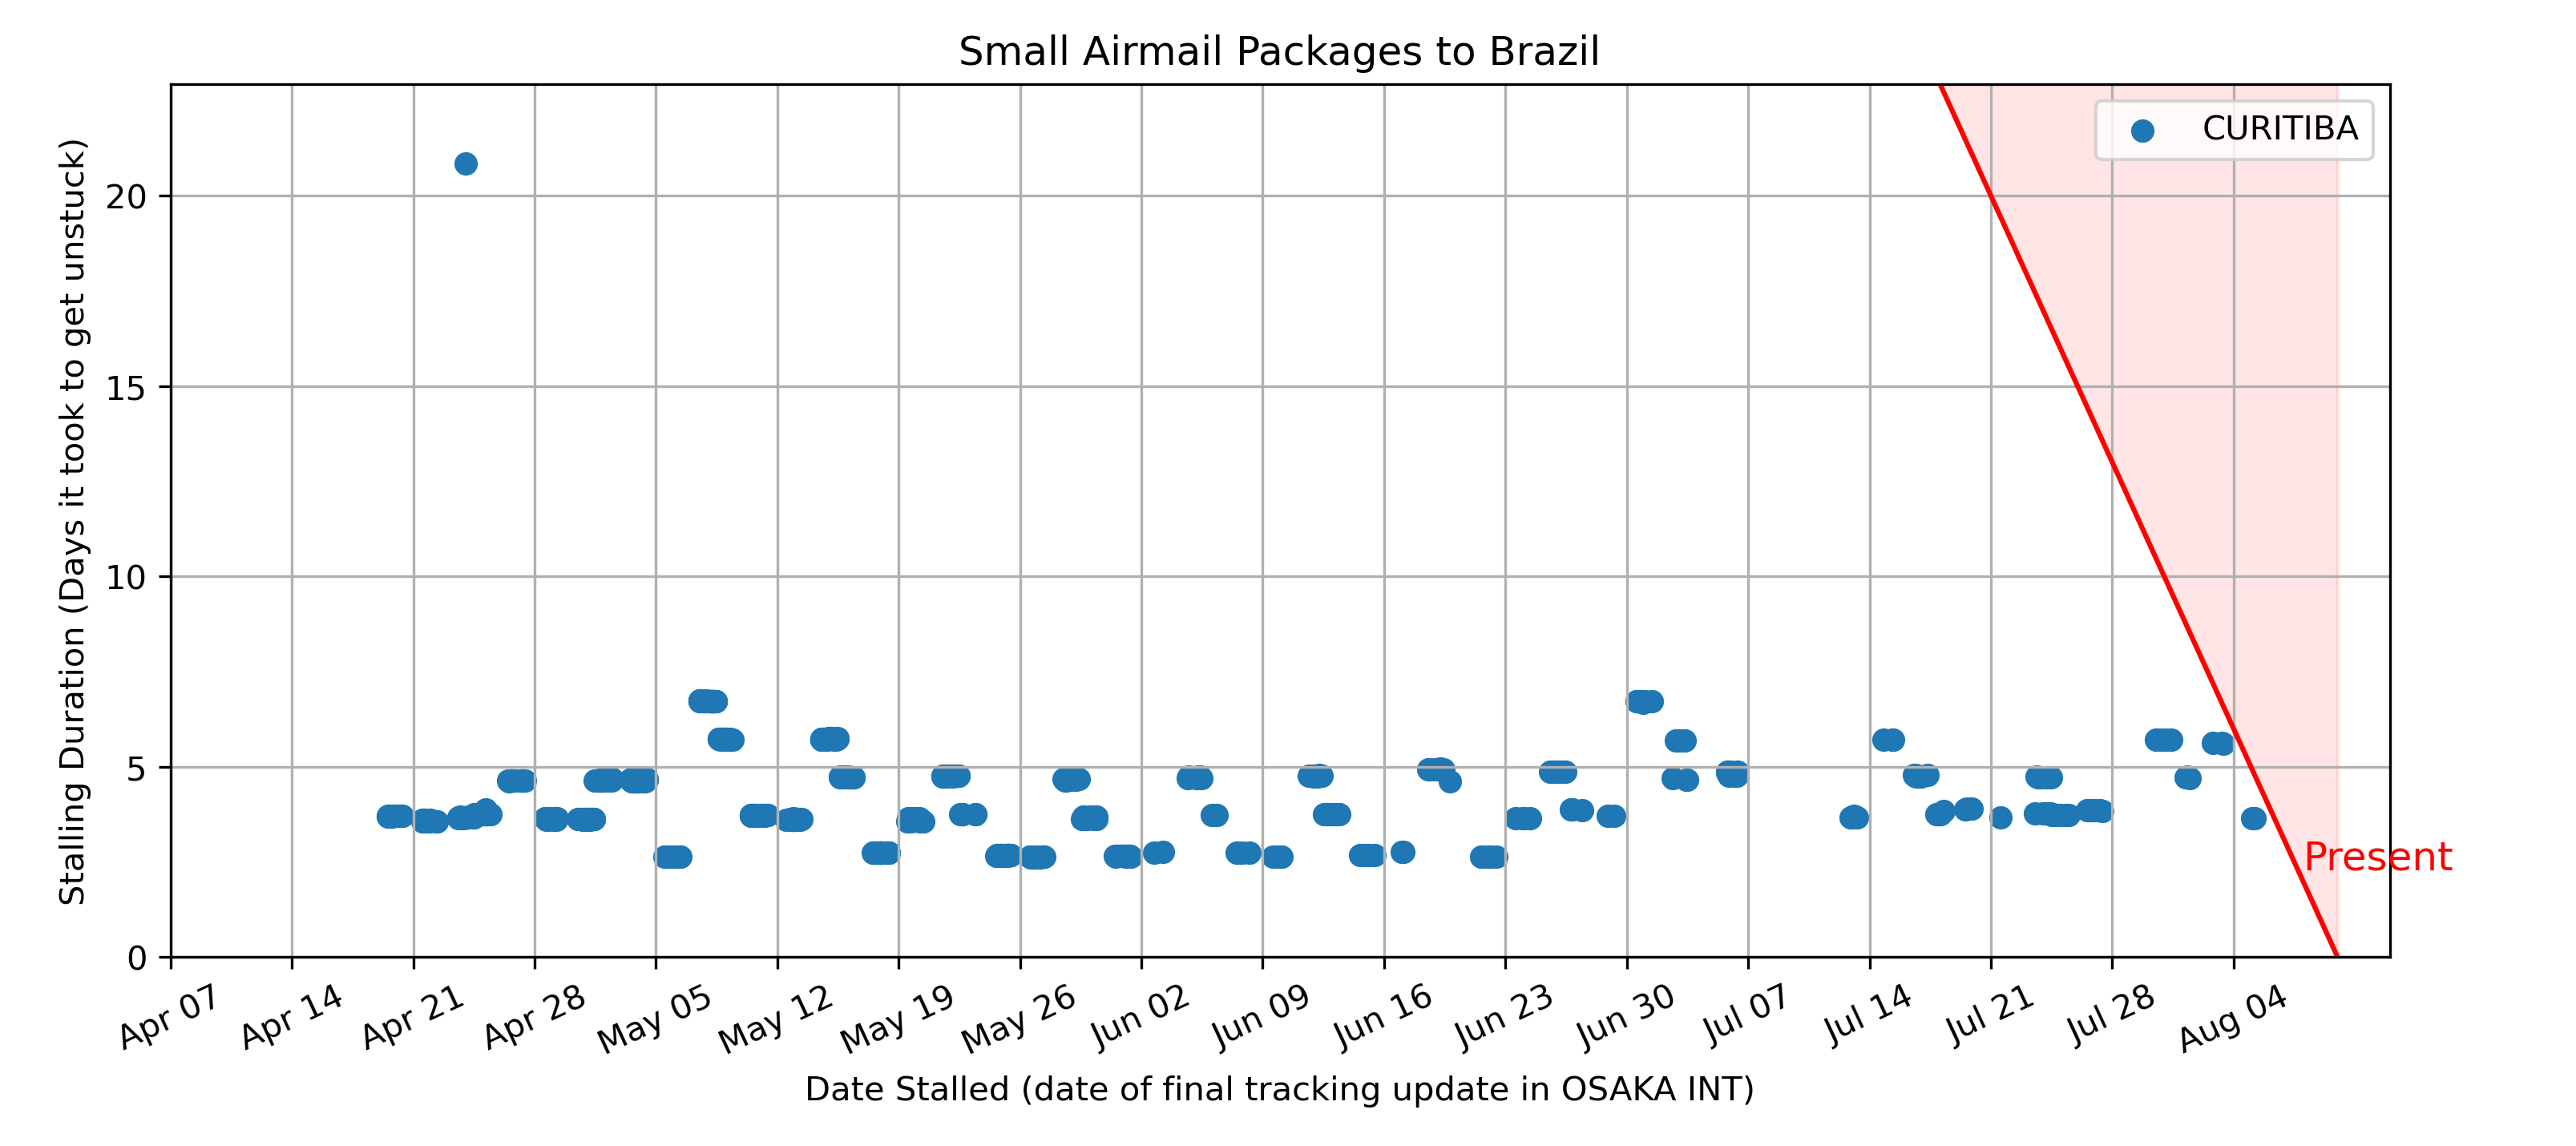 Small Airmail Packages to Brazil
CURITIBA
Stalling Duration (Days it took to get unstuck)
20
15
10
5
0
Present
Apr 07
Apr 14
Apr 21
Apr 28
May 05
May 12
May 19
May 26
Jun 02
Jun 09
Jun 16
Jun 23
Jun 30
Jul 07
Jul 14
Jul 21
Jul 28
Aug 04
Date Stalled (date of final tracking update in OSAKA INT)